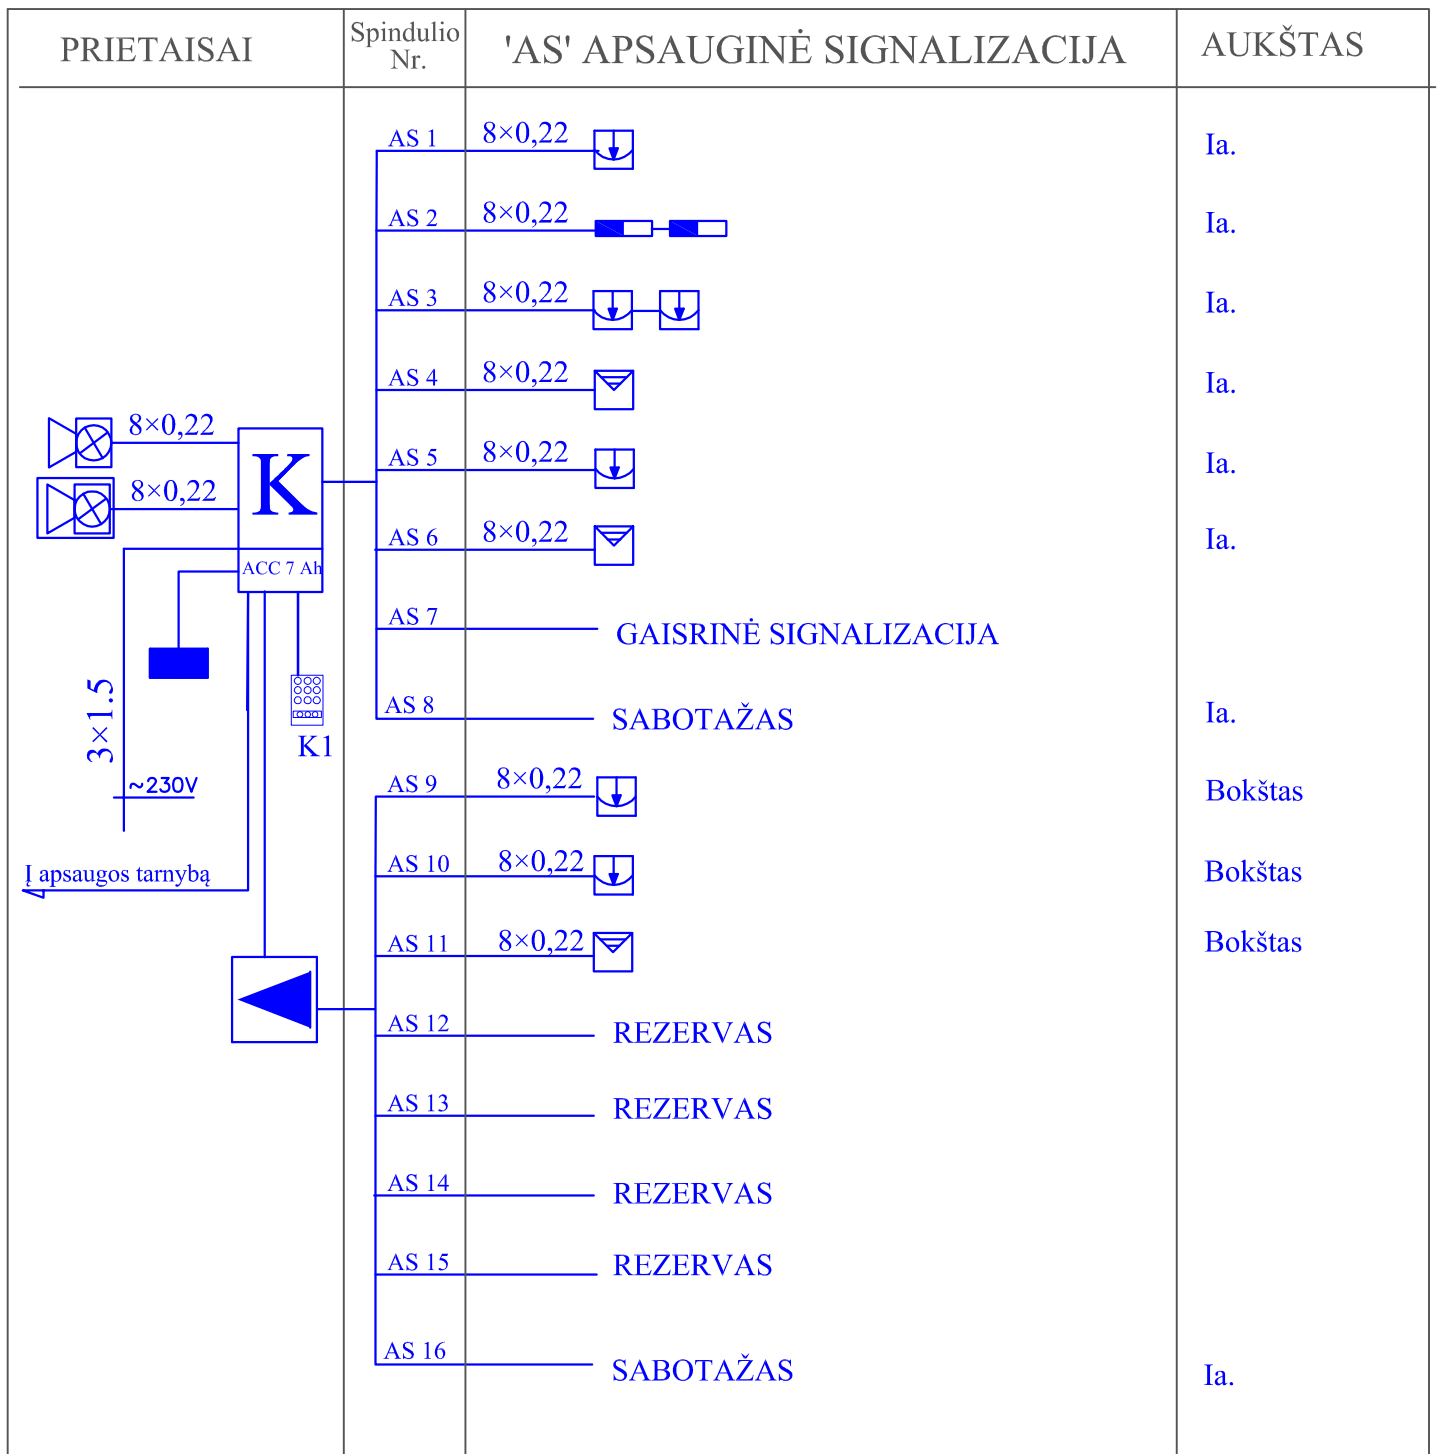 PRIETAISAI
Spindulio
Nr.
'AS' APSAUGINĖ SIGNALIZACIJA
AUKŠTAS
AS 1 8×0,22 Ia.
AS 2 8×0,22 Ia.
AS 3 8×0,22 Ia.
AS 4 8×0,22 Ia.
8×0,22
AS 5 8×0,22 Ia.
K
8×0,22
AS 6 8×0,22 Ia.
ACC 7 Ah
AS 7 GAISRINĖ SIGNALIZACIJA
AS 8 SABOTAŽAS Ia.
3×1.5
K1
~230V
AS 9 8×0,22 Bokštas
Į apsaugos tarnybą
AS 10 8×0,22 Bokštas
AS 11 8×0,22 Bokštas
AS 12 REZERVAS
AS 13 REZERVAS
AS 14 REZERVAS
AS 15 REZERVAS
AS 16 SABOTAŽAS Ia.